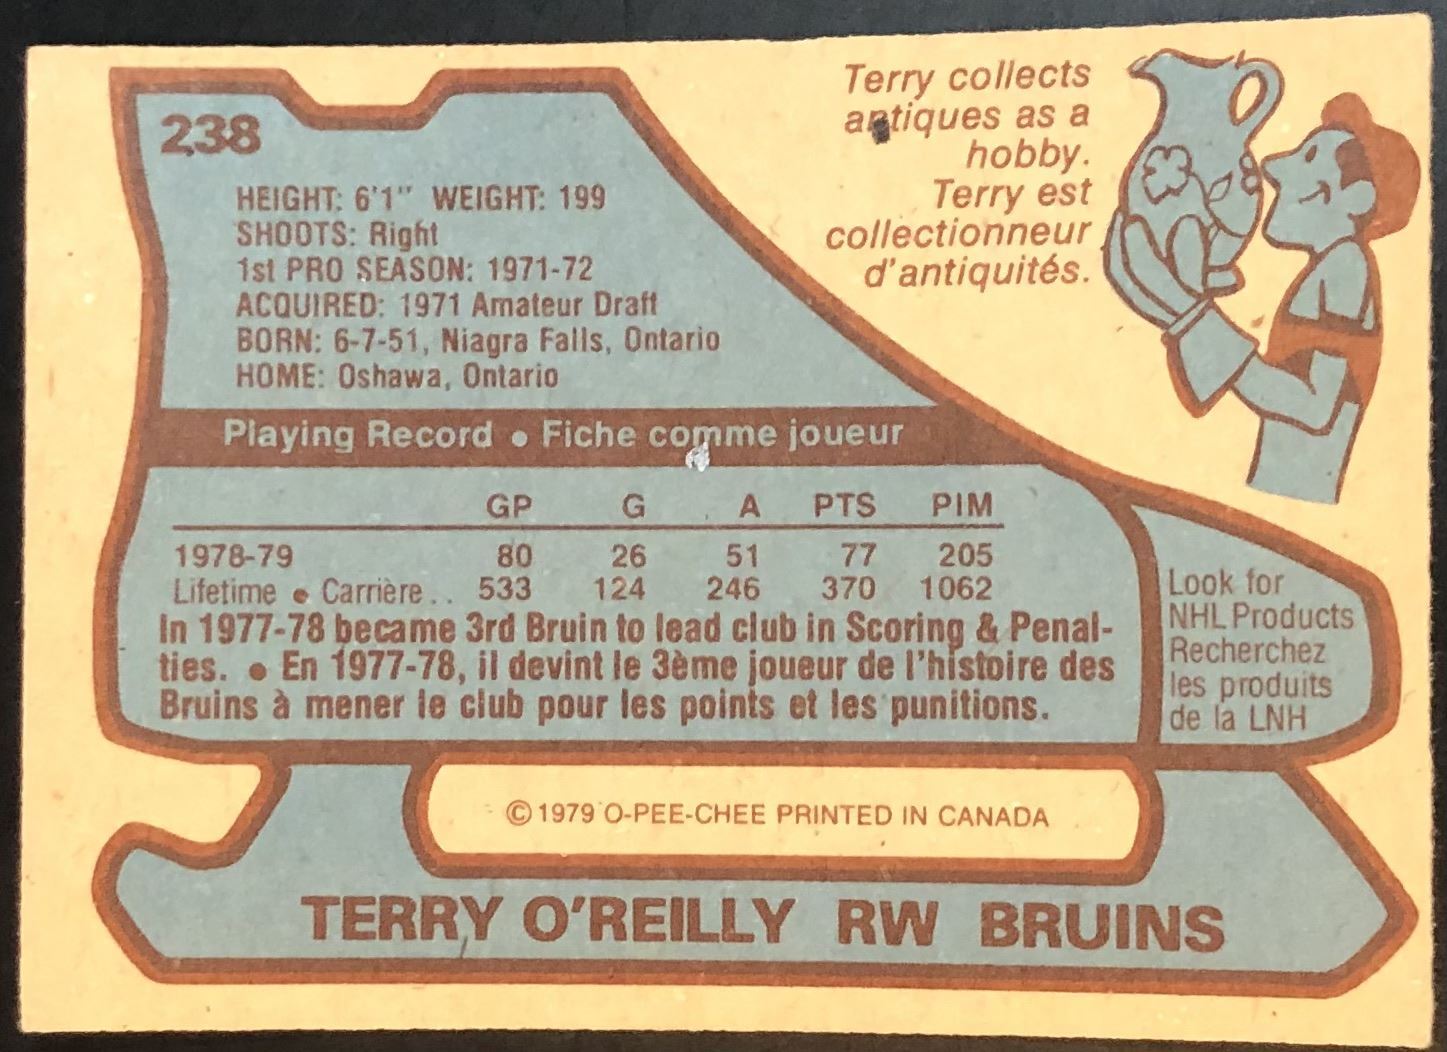 238
HEIGHT: 6'1" WEIGHT: 199
SHOOTS: Right
1st PRO SEASON: 1971-72
ACQUIRED: 1971 Amateur Draft
BORN: 6-7-51, Niagra Falls, Ontario
HOME: Oshawa, Ontario
Terry collects
antiques as a
hobby.
Terry est
collectionneur
d'antiquités.
Playing Record • Fiche comme joueur
GP G A PTS PIM
1978-79 80 26 51 77 205
Lifetime • Carrière .. 533 124 246 370 1062
In 1977-78 became 3rd Bruin to lead club in Scoring & Penal-
ties. • En 1977-78, il devint le 3ème joueur de l'histoire des
Bruins à mener le club pour les points et les punitions.
Look for
NHL Products
Recherchez
les produits
de la LNH
© 1979 O-PEE-CHEE PRINTED IN CANADA
TERRY O'REILLY RW BRUINS